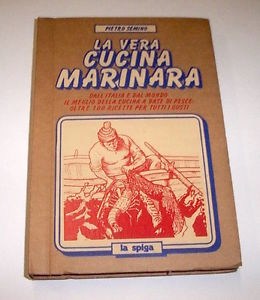 PIETRO SEMINO
LA VERA
CUCINA
MARINARA
DALL'ITALIA E DAL MONDO
IL MEGLIO DELLA CUCINA A BASE DI PESCE:
OLTRE 700 RICETTE PER TUTTI I GUSTI
la spiga